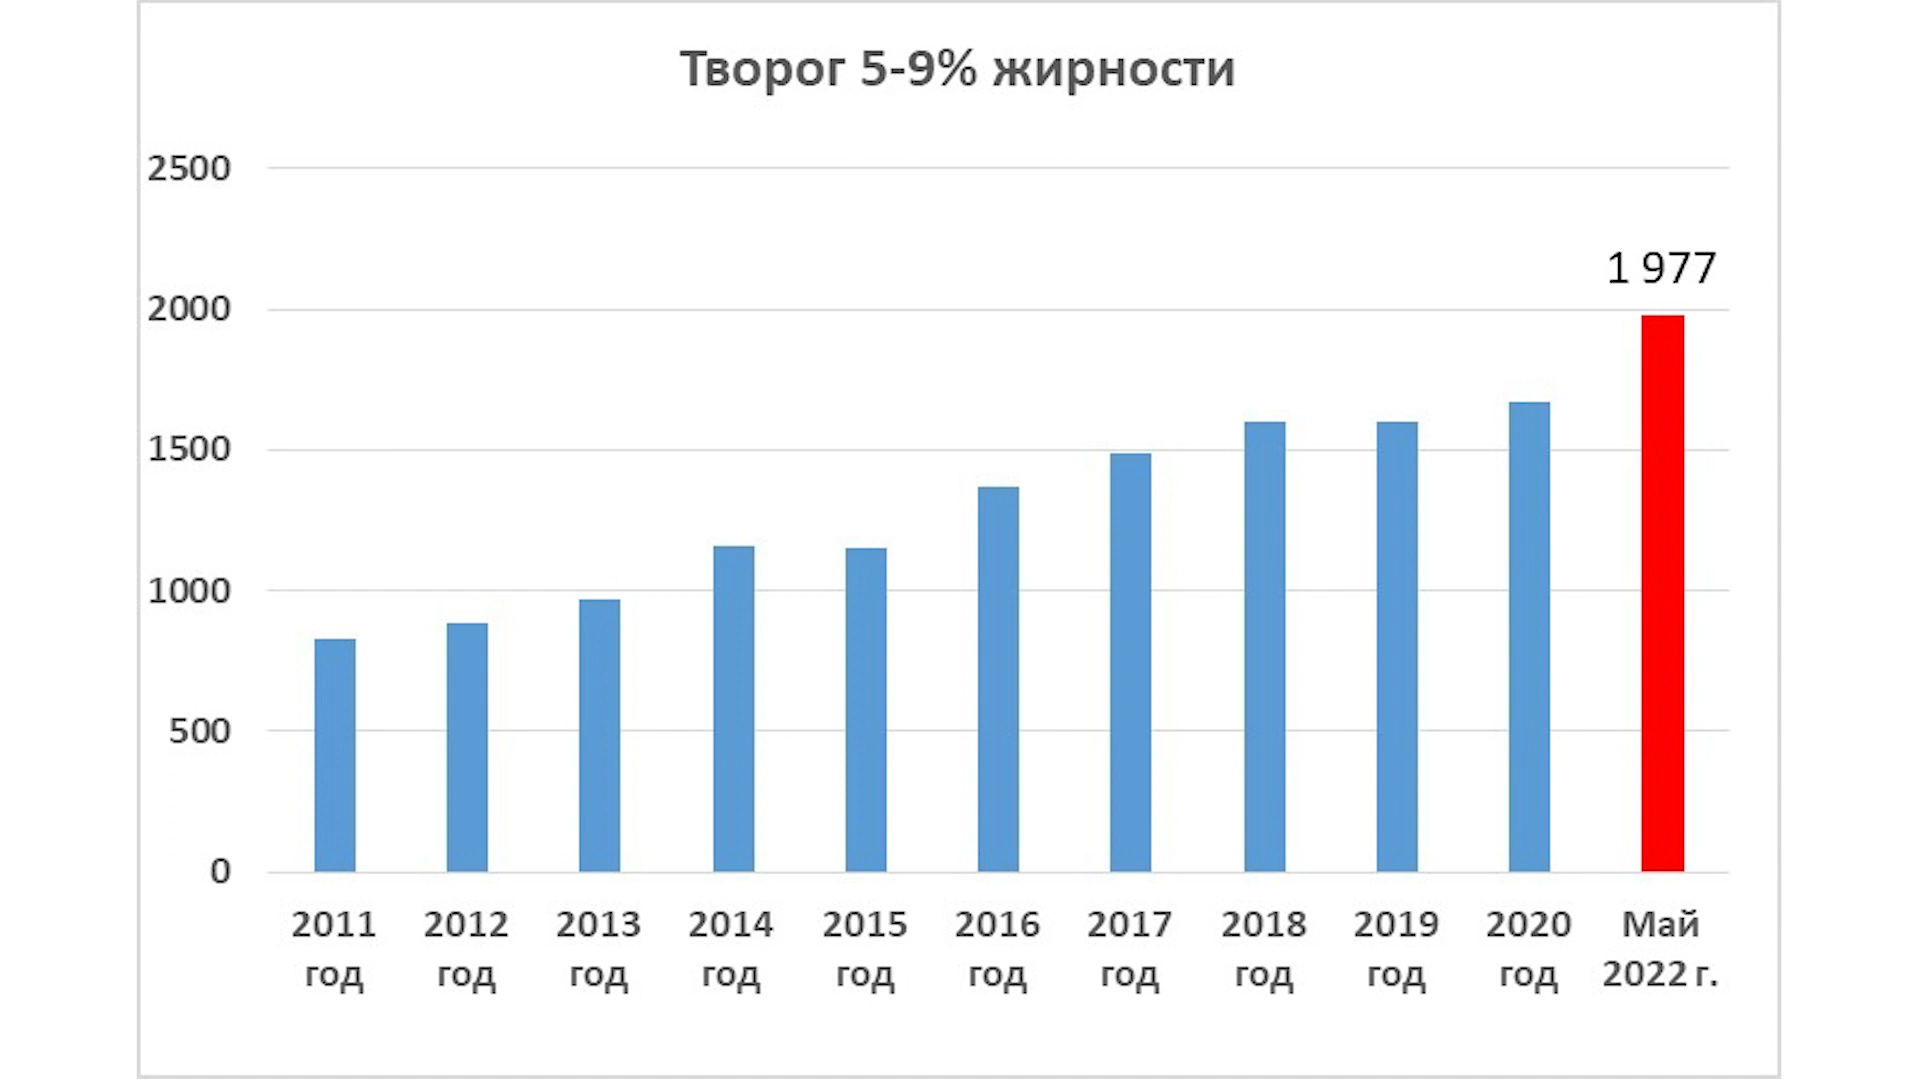 Творог 5-9% жирности
2500
2000
1500
1000
500
0
1 977
2011 год
2012 год
2013 год
2014 год
2015 год
2016 год
2017 год
2018 год
2019 год
2020 год
Май 2022 г.